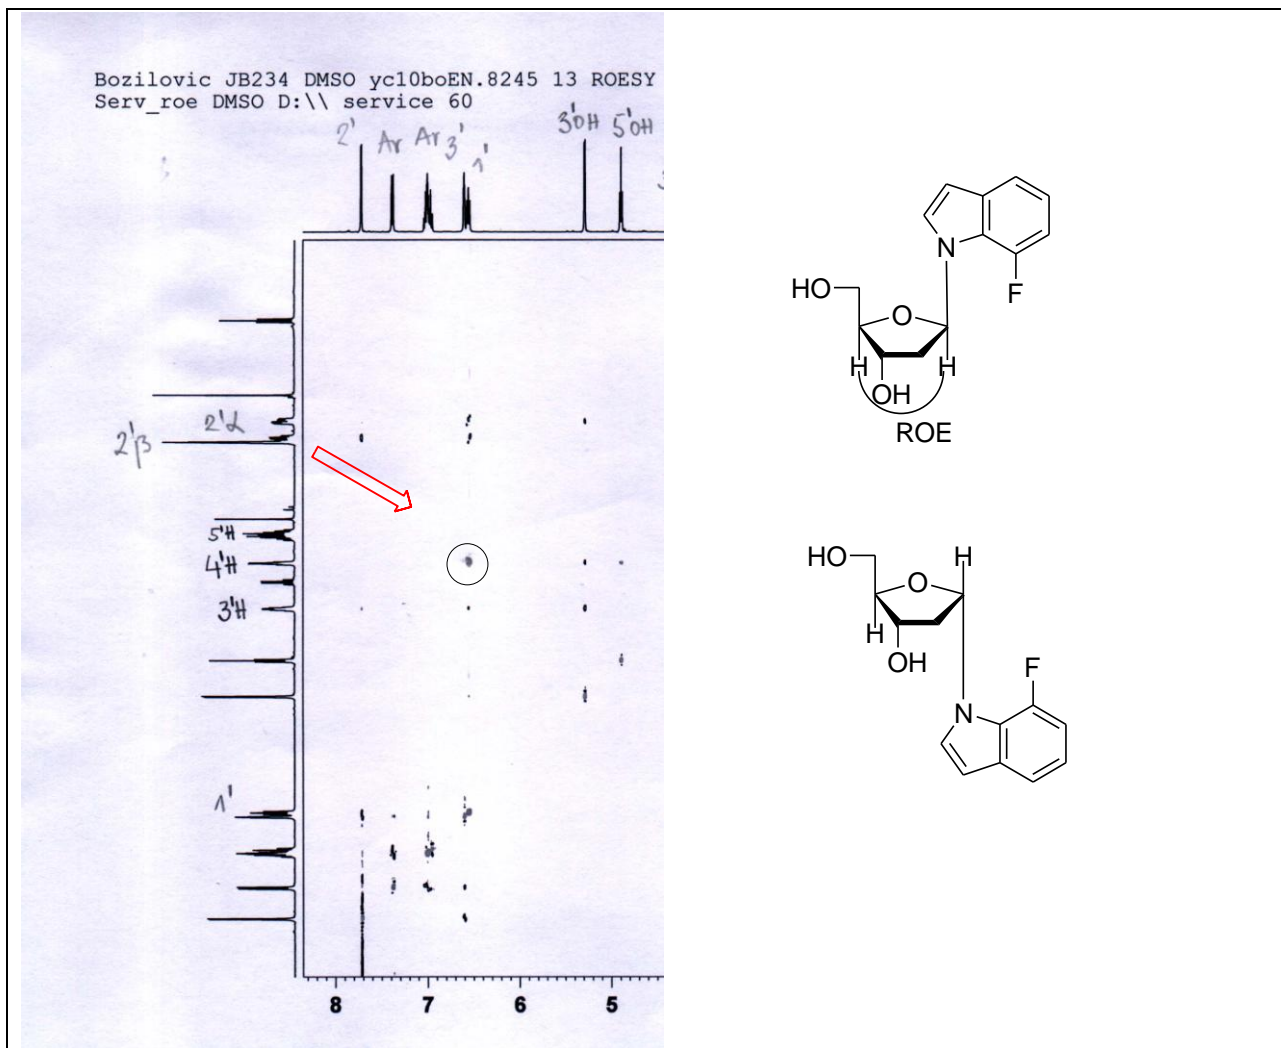 Bozilovic JB234 DMSO yc10boEN.8245 13 ROESY
Serv_roe DMSO D:\\ service 60
2' Ar Ar 3' 1' 3'OH 5'OH
2'α
2'β
5'H
4'H
3'H
1'
8 7 6 5
N
F
HO
O
H H
OH
ROE
H
HO
O
H
OH
F
N